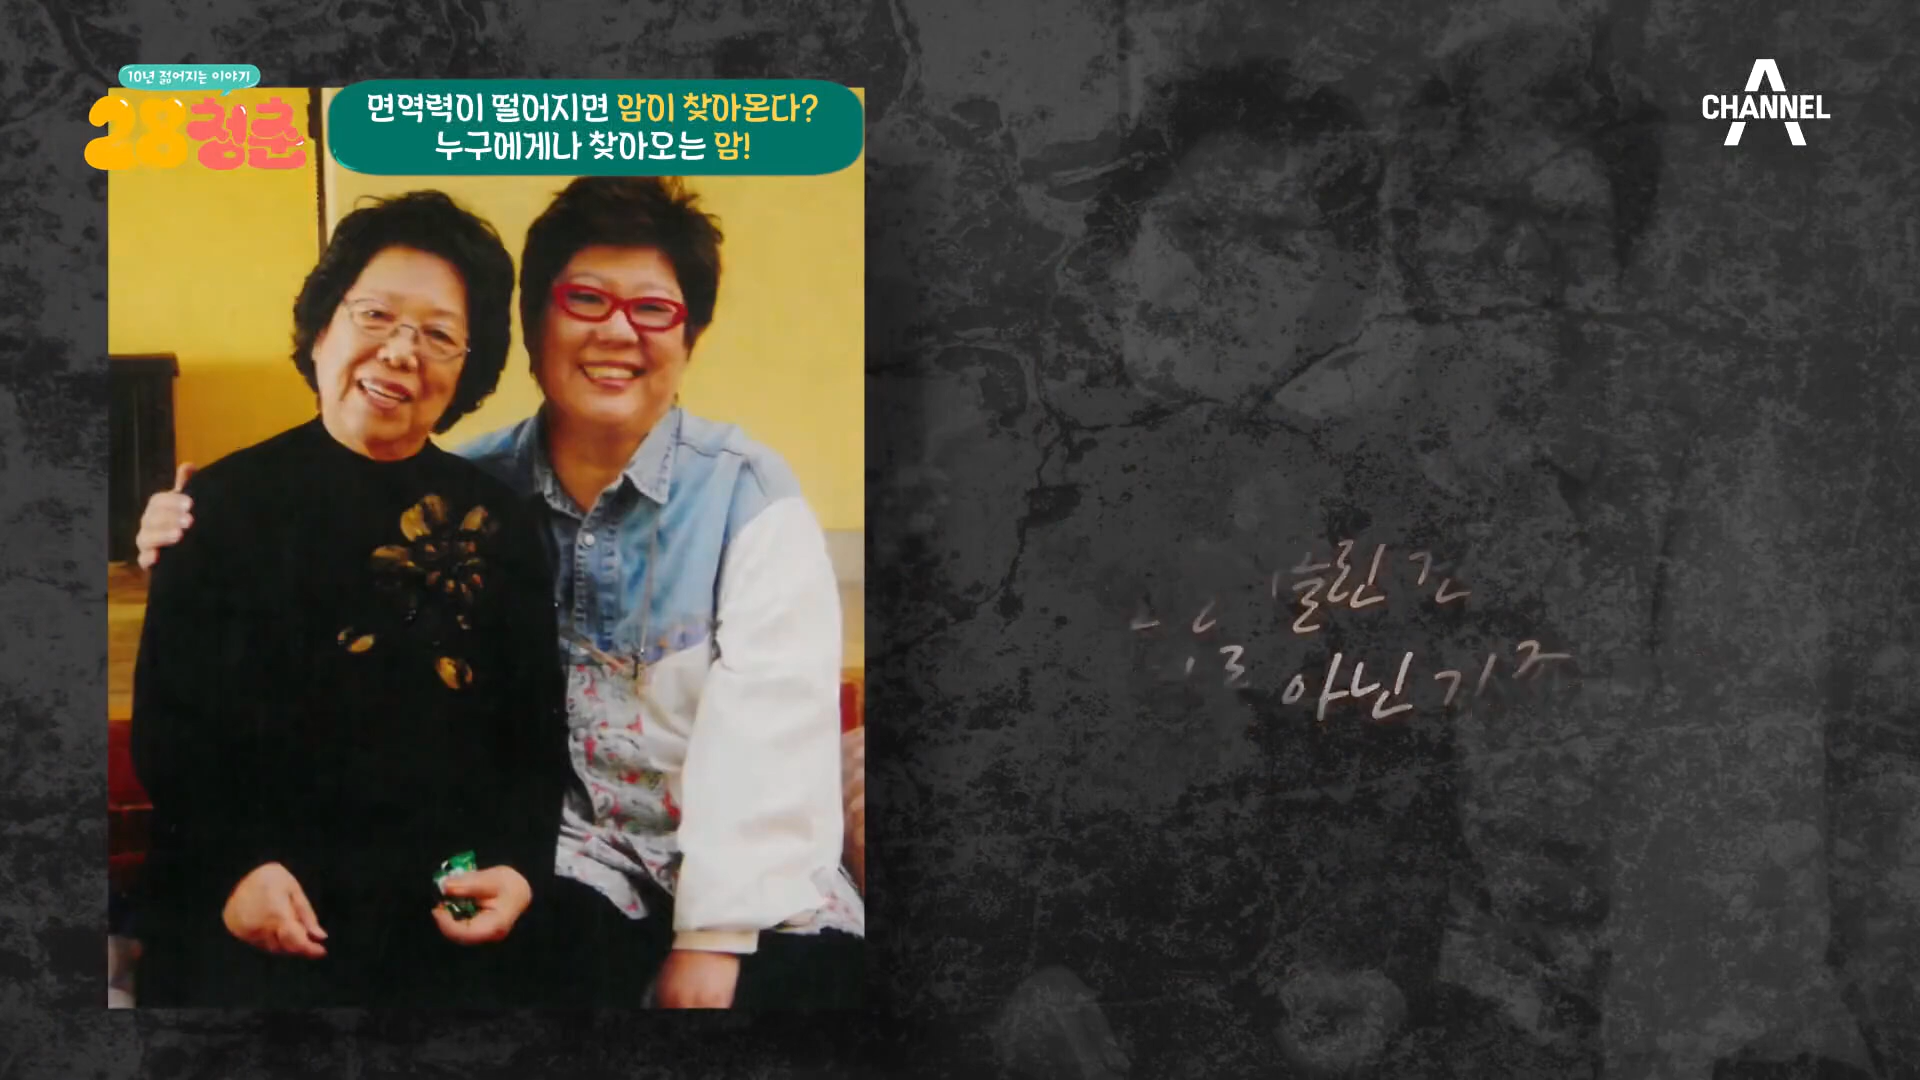 10년 젊어지는 이야기
28청춘
면역력이 떨어지면 암이 찾아온다?
누구에게나 찾아오는 암!
CHANNEL A
아닌